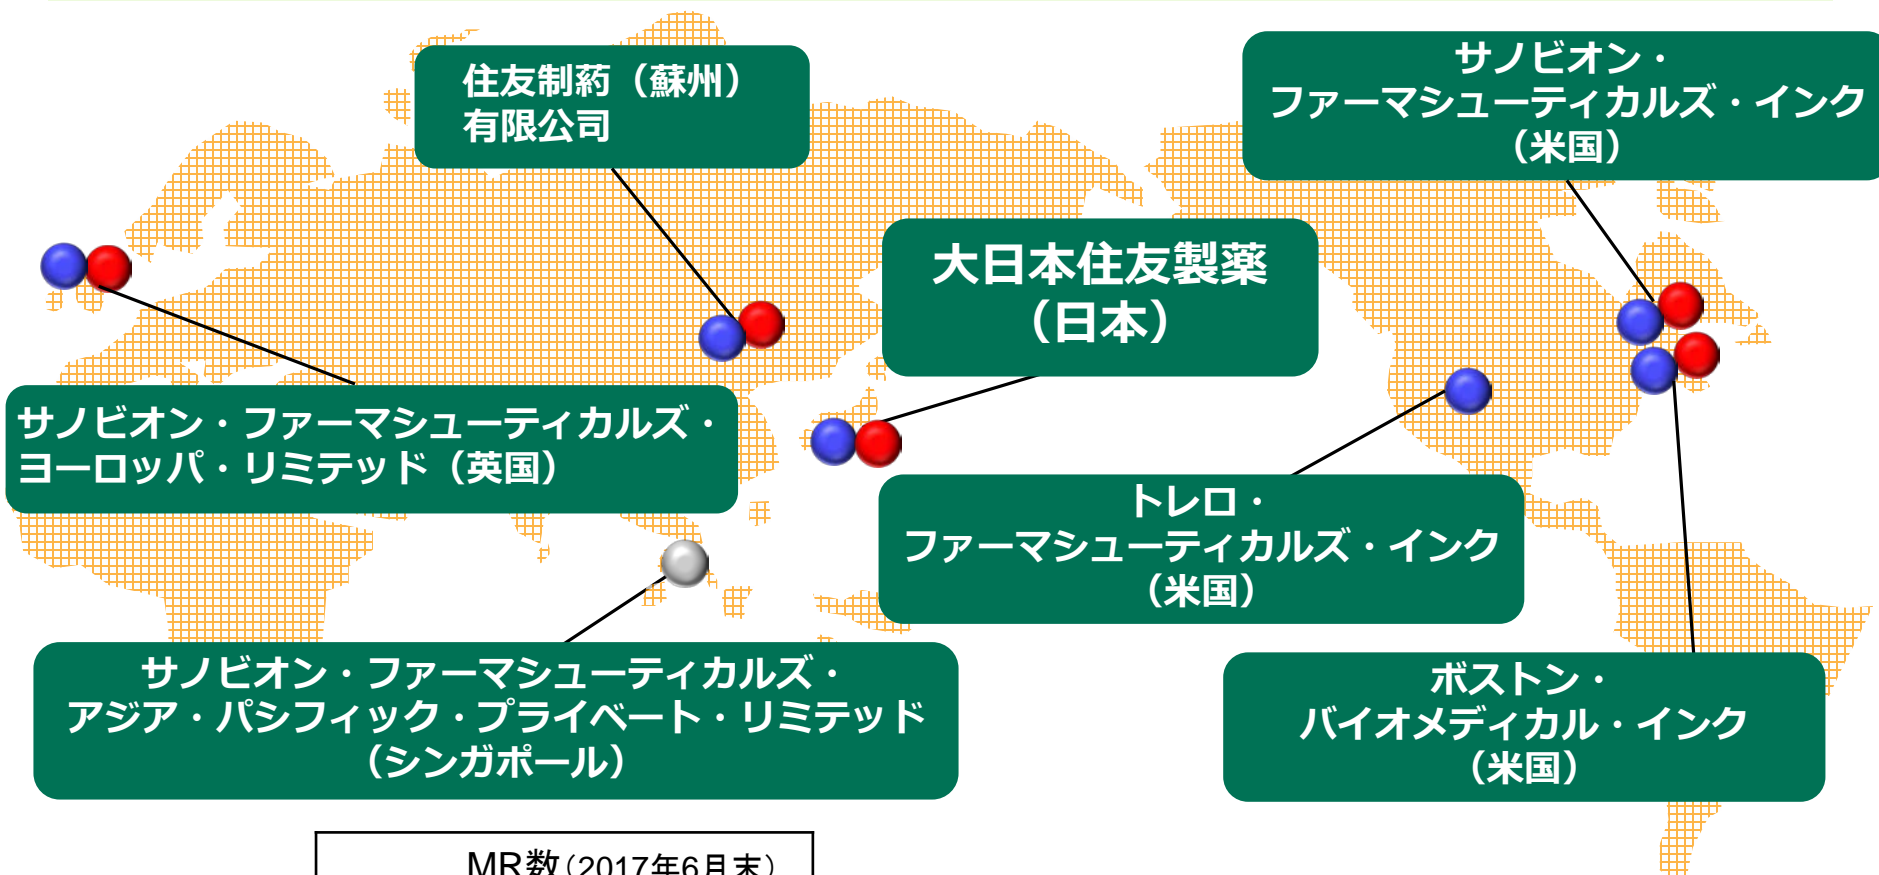 住友制药（蘇州）
有限公司
サノビオン・
ファーマシューティカルズ・インク
（米国）
大日本住友製薬
（日本）
サノビオン・ファーマシューティカルズ・
ヨーロッパ・リミテッド（英国）
トレロ・
ファーマシューティカルズ・インク
（米国）
サノビオン・ファーマシューティカルズ・
アジア・パシフィック・プライベート・リミテッド
（シンガポール）
ボストン・
バイオメディカル・インク
（米国）
MR数（2017年6月末）